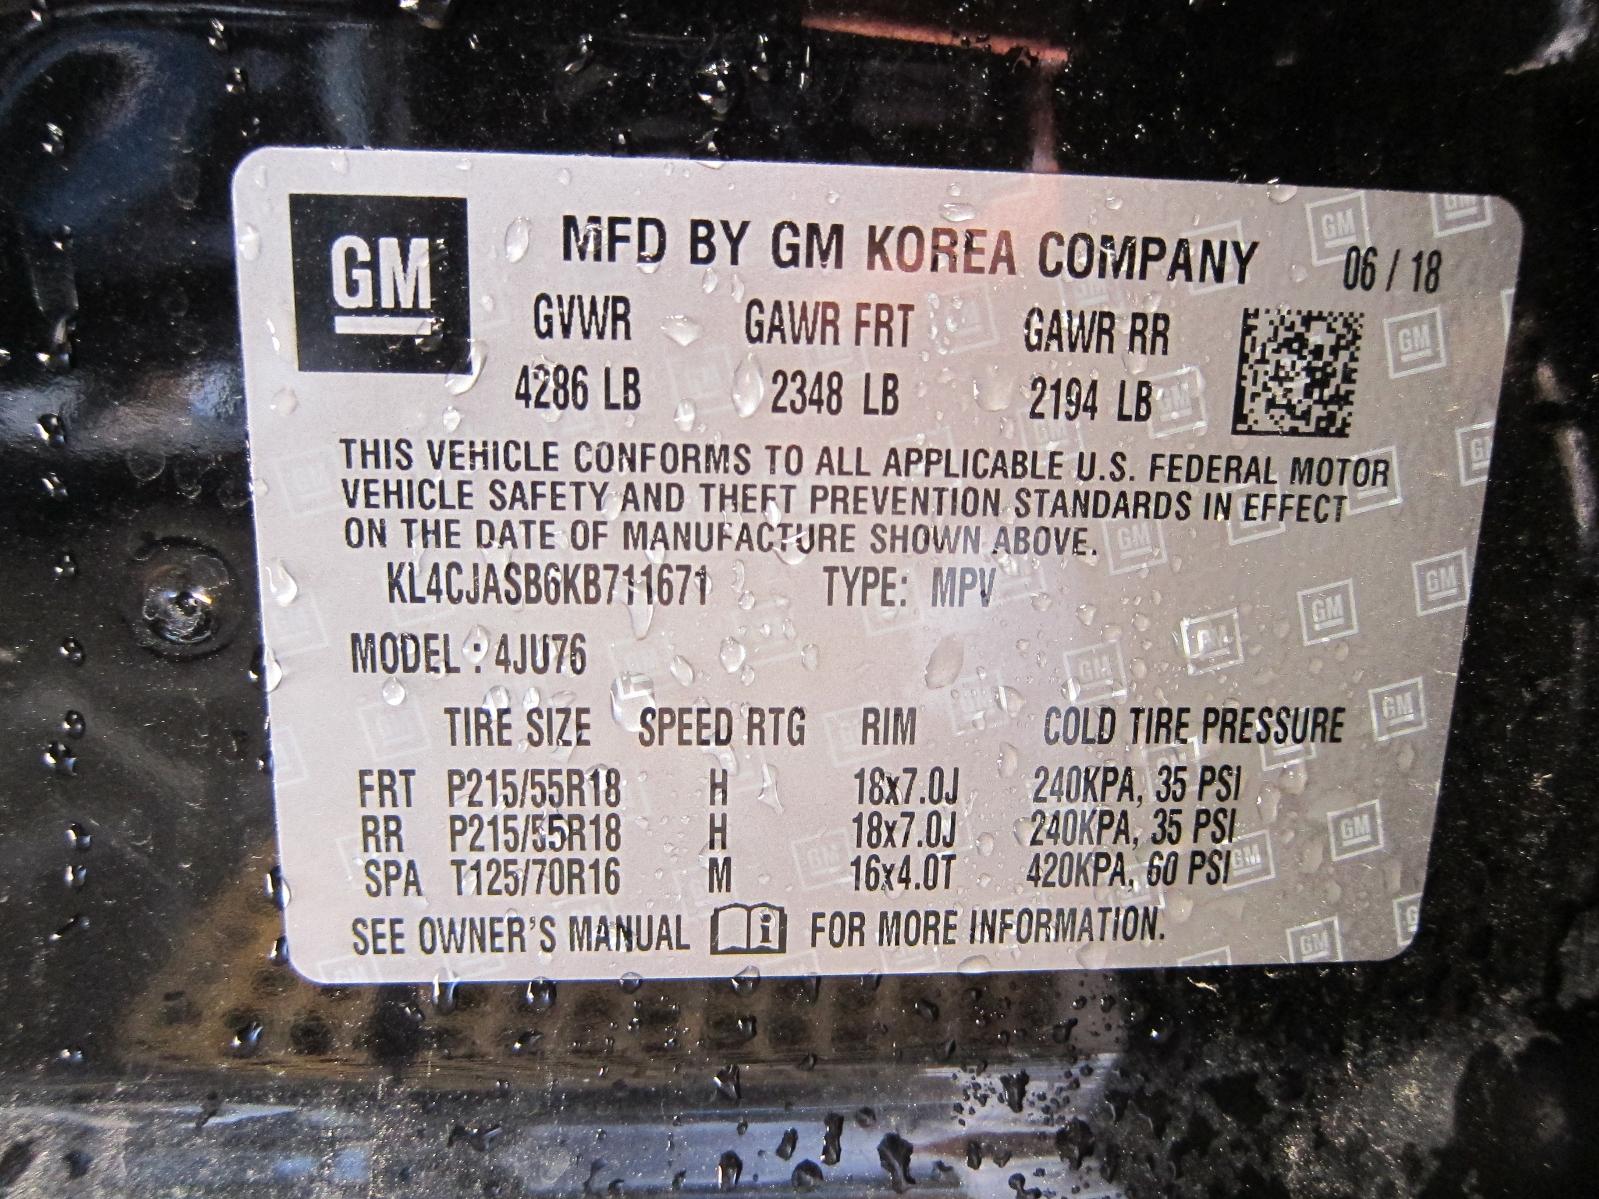 GM
MFD BY GM KOREA COMPANY 06 / 18
GVWR GAWR FRT GAWR RR
4286 LB 2348 LB 2194 LB
THIS VEHICLE CONFORMS TO ALL APPLICABLE U.S. FEDERAL MOTOR
VEHICLE SAFETY AND THEFT PREVENTION STANDARDS IN EFFECT
ON THE DATE OF MANUFACTURE SHOWN ABOVE.
KL4CJASB6KB711671 TYPE: MPV
MODEL : 4JU76
TIRE SIZE SPEED RTG RIM COLD TIRE PRESSURE
FRT P215/55R18 H 18x7.0J 240KPA, 35 PSI
RR P215/55R18 H 18x7.0J 240KPA, 35 PSI
SPA T125/70R16 M 16x4.0T 420KPA, 60 PSI
SEE OWNER'S MANUAL i FOR MORE INFORMATION.